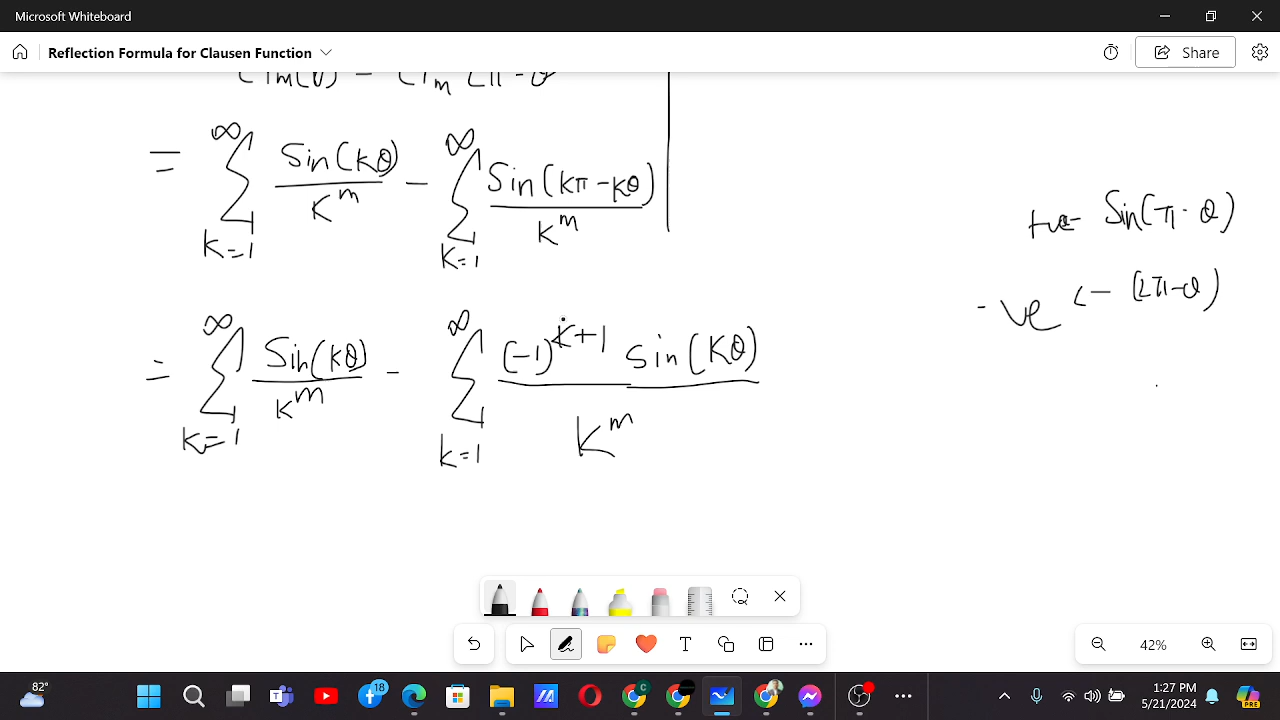 Microsoft Whiteboard
Reflection Formula for Clausen Function
Share
= ∞ Σ k=1 Sin(kθ) / k^m - ∞ Σ k=1 Sin(kπ - kθ) / k^m
+ve Sin(π - θ)
-ve ← (2π - θ)
= ∞ Σ k=1 Sin(kθ) / k^m - ∞ Σ k=1 (-1)^k+1 sin(kθ) / k^m
42%
82°
18
C
T
PRE
1:27 PM
5/21/2024